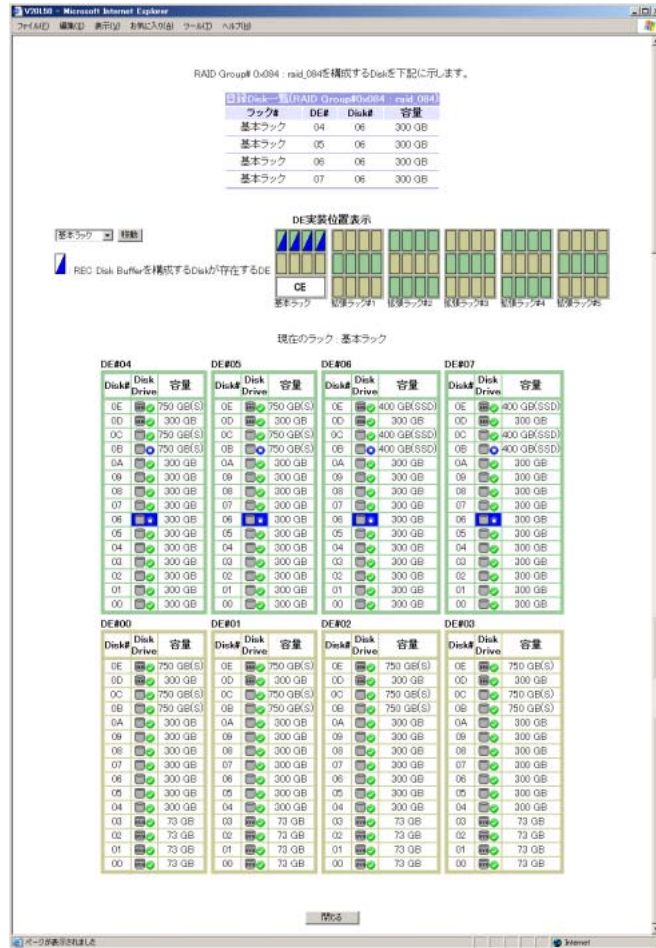 V20L50 - Microsoft Internet Explorer
ファイル(F) 編集(E) 表示(V) お気に入り(A) ツール(T) ヘルプ(H)
RAID Group# 0x084 : raid_084を構成するDiskを下記に示します。
登録Disk一覧(RAID Group#0x084 : raid_084)
ラック# DE# Disk# 容量
基本ラック 04 06 300 GB
基本ラック 05 06 300 GB
基本ラック 06 06 300 GB
基本ラック 07 06 300 GB
DE実装位置表示
基本ラック 移動
REC Disk Bufferを構成するDiskが存在するDE
CE
基本ラック 拡張ラック#1 拡張ラック#2 拡張ラック#3 拡張ラック#4 拡張ラック#5
現在のラック : 基本ラック
DE#04 DE#05 DE#06 DE#07
Disk# Disk Drive 容量 Disk# Disk Drive 容量 Disk# Disk Drive 容量 Disk# Disk Drive 容量
0E 750 GB(S) 0E 750 GB(S) 0E 400 GB(SSD) 0E 400 GB(SSD)
0D 300 GB 0D 300 GB 0D 300 GB 0D 300 GB
0C 750 GB(S) 0C 750 GB(S) 0C 400 GB(SSD) 0C 400 GB(SSD)
0B 750 GB(S) 0B 750 GB(S) 0B 400 GB(SSD) 0B 400 GB(SSD)
0A 300 GB 0A 300 GB 0A 300 GB 0A 300 GB
09 300 GB 09 300 GB 09 300 GB 09 300 GB
08 300 GB 08 300 GB 08 300 GB 08 300 GB
07 300 GB 07 300 GB 07 300 GB 07 300 GB
06 300 GB 06 300 GB 06 300 GB 06 300 GB
05 300 GB 05 300 GB 05 300 GB 05 300 GB
04 300 GB 04 300 GB 04 300 GB 04 300 GB
03 300 GB 03 300 GB 03 300 GB 03 300 GB
02 300 GB 02 300 GB 02 300 GB 02 300 GB
01 300 GB 01 300 GB 01 300 GB 01 300 GB
00 300 GB 00 300 GB 00 300 GB 00 300 GB
DE#00 DE#01 DE#02 DE#03
Disk# Disk Drive 容量 Disk# Disk Drive 容量 Disk# Disk Drive 容量 Disk# Disk Drive 容量
0E 750 GB(S) 0E 750 GB(S) 0E 750 GB(S) 0E 750 GB(S)
0D 300 GB 0D 300 GB 0D 300 GB 0D 300 GB
0C 750 GB(S) 0C 750 GB(S) 0C 750 GB(S) 0C 750 GB(S)
0B 750 GB(S) 0B 750 GB(S) 0B 750 GB(S) 0B 750 GB(S)
0A 300 GB 0A 300 GB 0A 300 GB 0A 300 GB
09 300 GB 09 300 GB 09 300 GB 09 300 GB
08 300 GB 08 300 GB 08 300 GB 08 300 GB
07 300 GB 07 300 GB 07 300 GB 07 300 GB
06 300 GB 06 300 GB 06 300 GB 06 300 GB
05 300 GB 05 300 GB 05 300 GB 05 300 GB
04 300 GB 04 300 GB 04 300 GB 04 300 GB
03 73 GB 03 73 GB 03 73 GB 03 73 GB
02 73 GB 02 73 GB 02 73 GB 02 73 GB
01 73 GB 01 73 GB 01 73 GB 01 73 GB
00 73 GB 00 73 GB 00 73 GB 00 73 GB
閉じる
ページが表示されました Internet